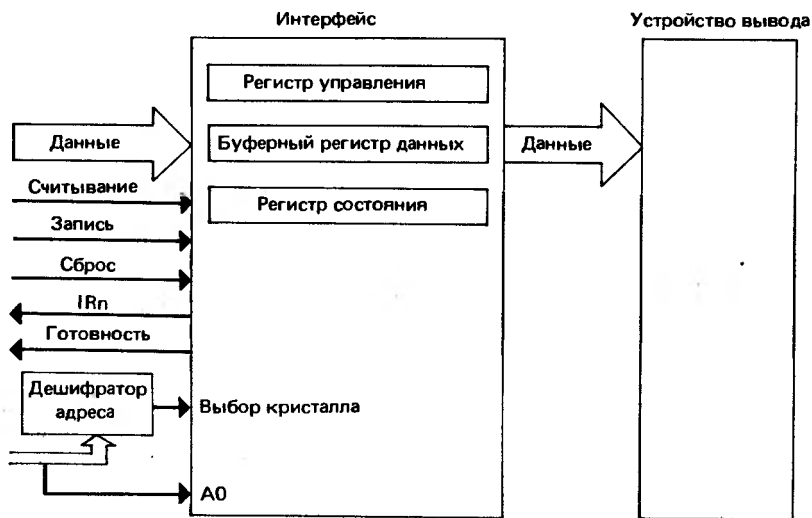 Интерфейс
Устройство вывода
Регистр управления
Данные
Буферный регистр данных
Данные
Считывание
Регистр состояния
Запись
Сброс
IRn
Готовность
Дешифратор
адреса
Выбор кристалла
A0